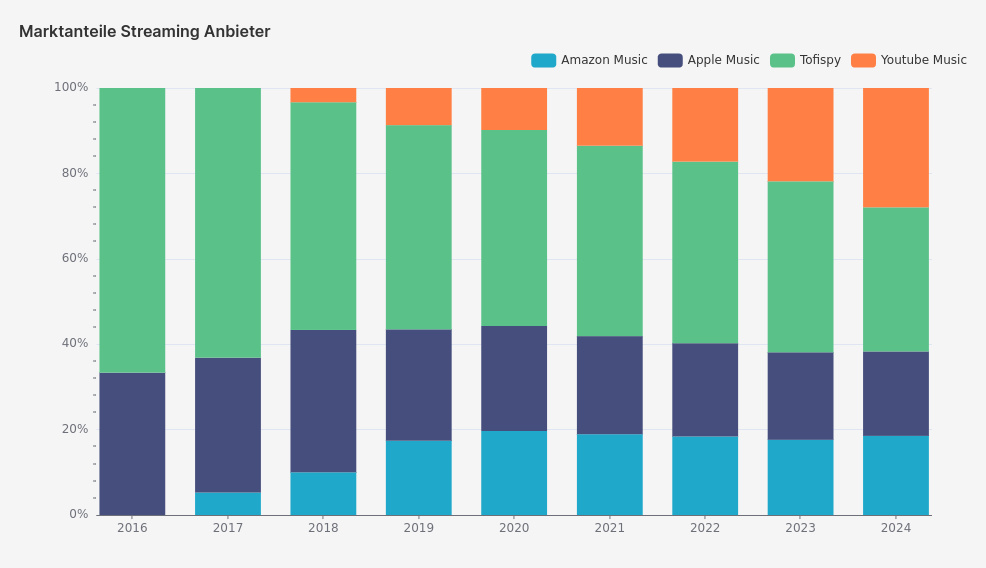 Marktanteile Streaming Anbieter
Amazon Music Apple Music Tofispy Youtube Music
100%
80%
60%
40%
20%
0%
2016 2017 2018 2019 2020 2021 2022 2023 2024